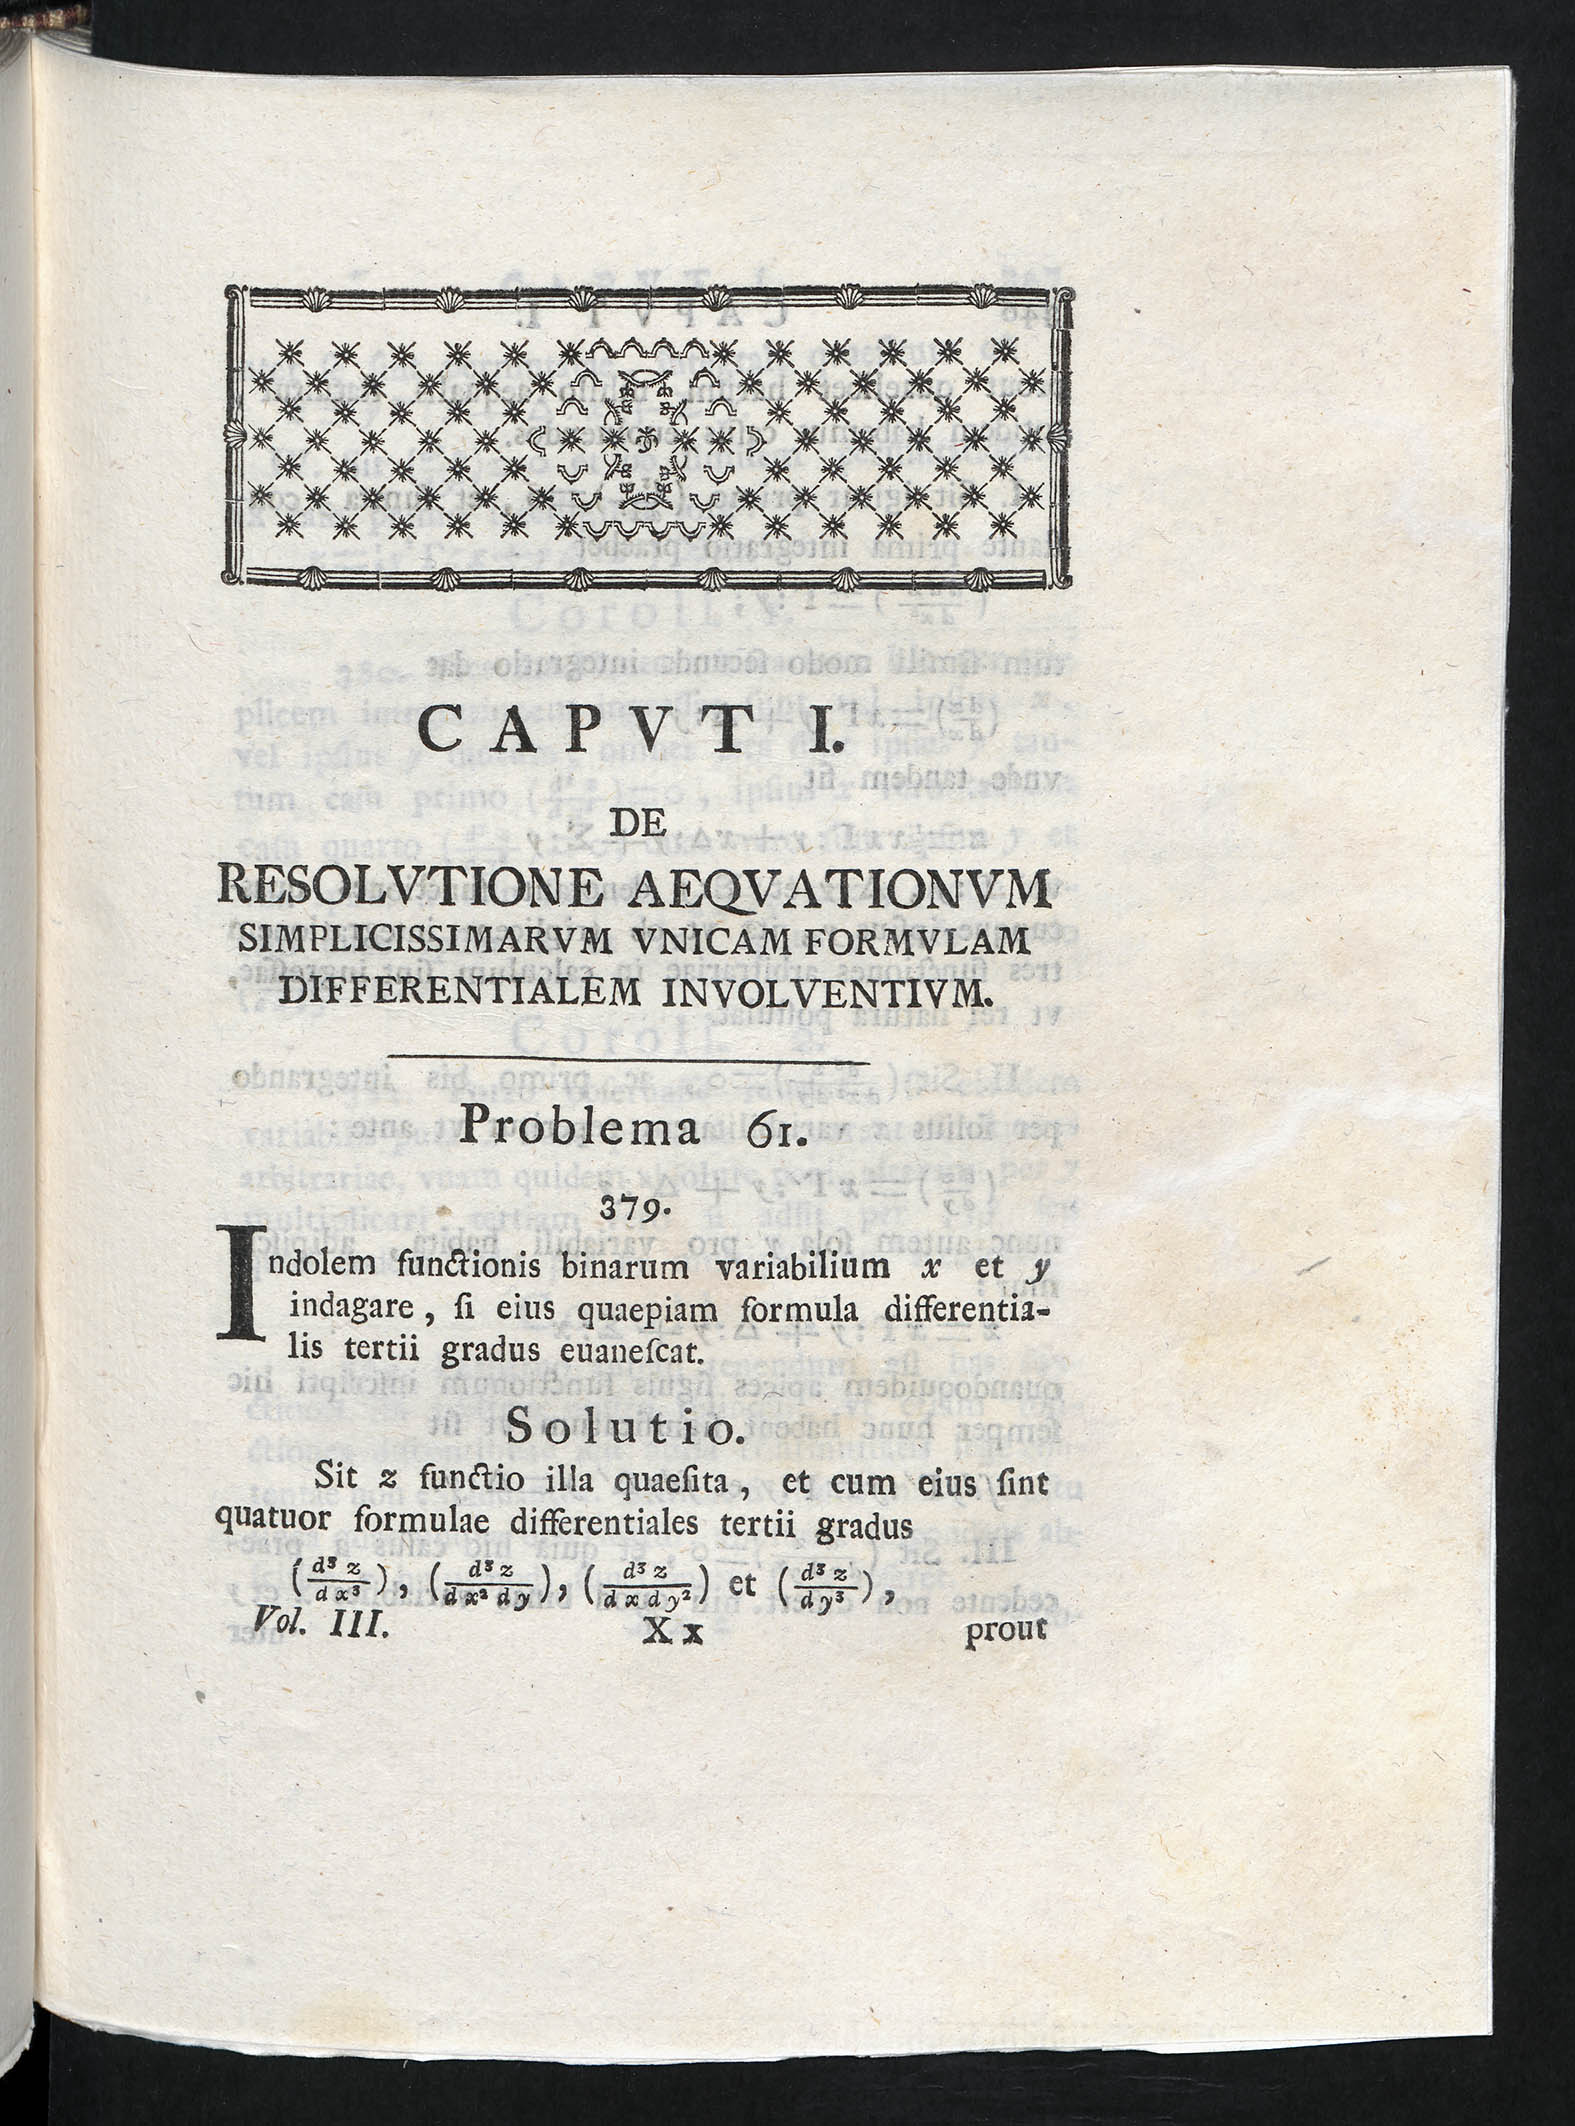 CAPVT I.
DE
RESOLVTIONE AEQVATIONVM
SIMPLICISSIMARVM VNICAM FORMVLAM
DIFFERENTIALEM INVOLVENTIVM.
Problema 61.
379.
Indolem functionis binarum variabilium x et y
indagare, ſi eius quaepiam formula differentia-
lis tertii gradus euaneſcat.
Solutio.
Sit z functio illa quaeſita, et cum eius ſint
quatuor formulae differentiales tertii gradus
(d³z/dx³), (d³z/dx²dy), (d³z/dxdy²) et (d³z/dy³),
Vol. III. Xx prout